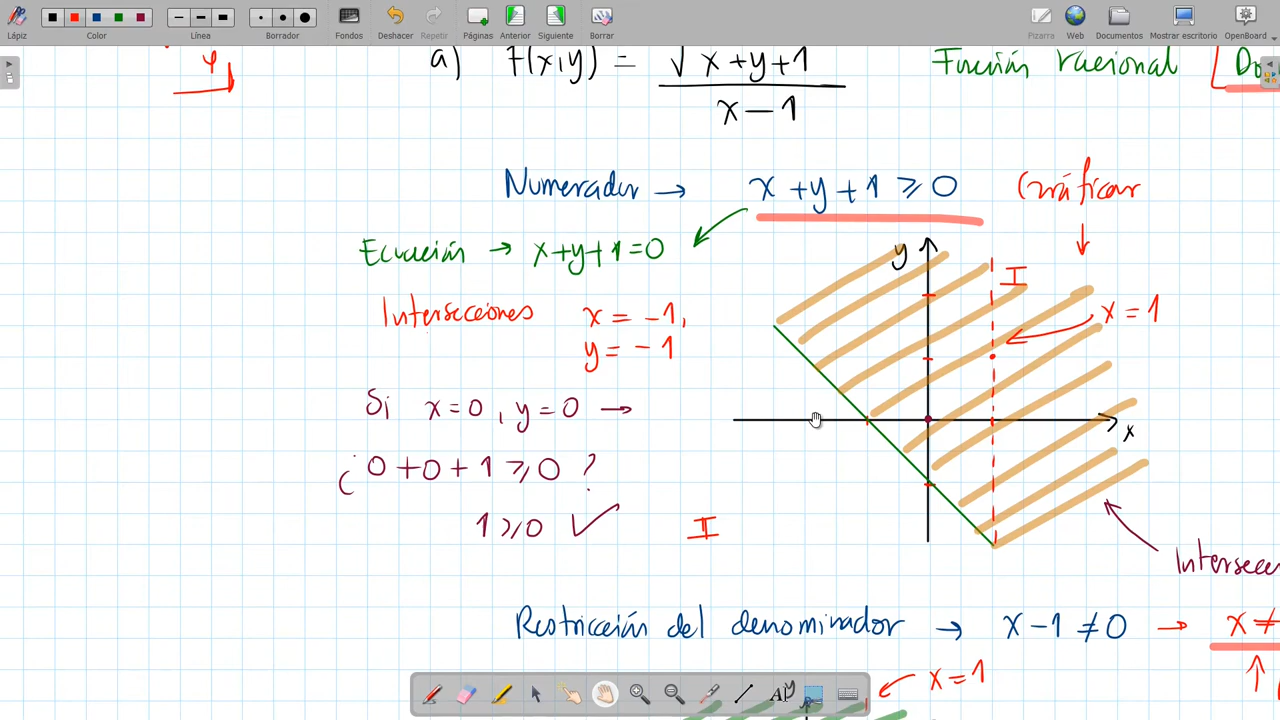 Lápiz Color Línea Borrador Fondos Deshacer Repetir Páginas Anterior Siguiente Borrar Pizarra Web Documentos Mostrar escritorio OpenBoard
a) f(x,y) = √x+y+1 / x−1 Función racional
Numerador → x+y+1 ⩾ 0 Gráficar
Ecuación → x+y+1=0
y
I
Intersecciones x = −1,
x = 1
y = −1
Si x=0, y=0 →
x
¿0+0+1 ⩾ 0?
1 ⩾ 0 ✓ I
Restricción del denominador → x−1 ≠ 0 → x ≠
x=1